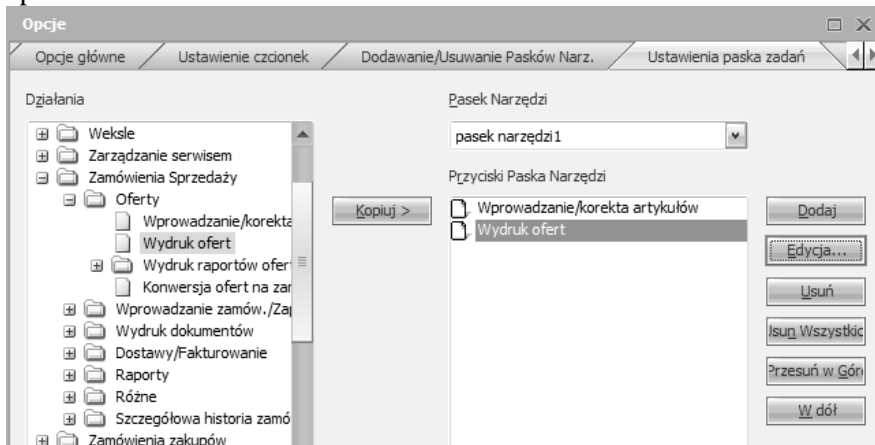 Opcje
Opcje główne
Ustawienie czcionek
Dodawanie/Usuwanie Pasków Narz.
Ustawienia paska zadań
Działania
Weksle
Zarządzanie serwisem
Zamówienia Sprzedaży
Oferty
Wprowadzanie/korekta
Wydruk ofert
Wydruk raportów ofer
Konwersja ofert na zar
Wprowadzanie zamów./Zap
Wydruk dokumentów
Dostawy/Fakturowanie
Raporty
Różne
Szczegółowa historia zamó
Zamówienia zakupów
Kopiuj >
Pasek Narzędzi
pasek narzędzi1
Przyciski Paska Narzędzi
Wprowadzanie/korekta artykułów
Wydruk ofert
Dodaj
Edycja...
Usuń
Usuń Wszystkic
Przesuń w Górę
W dół